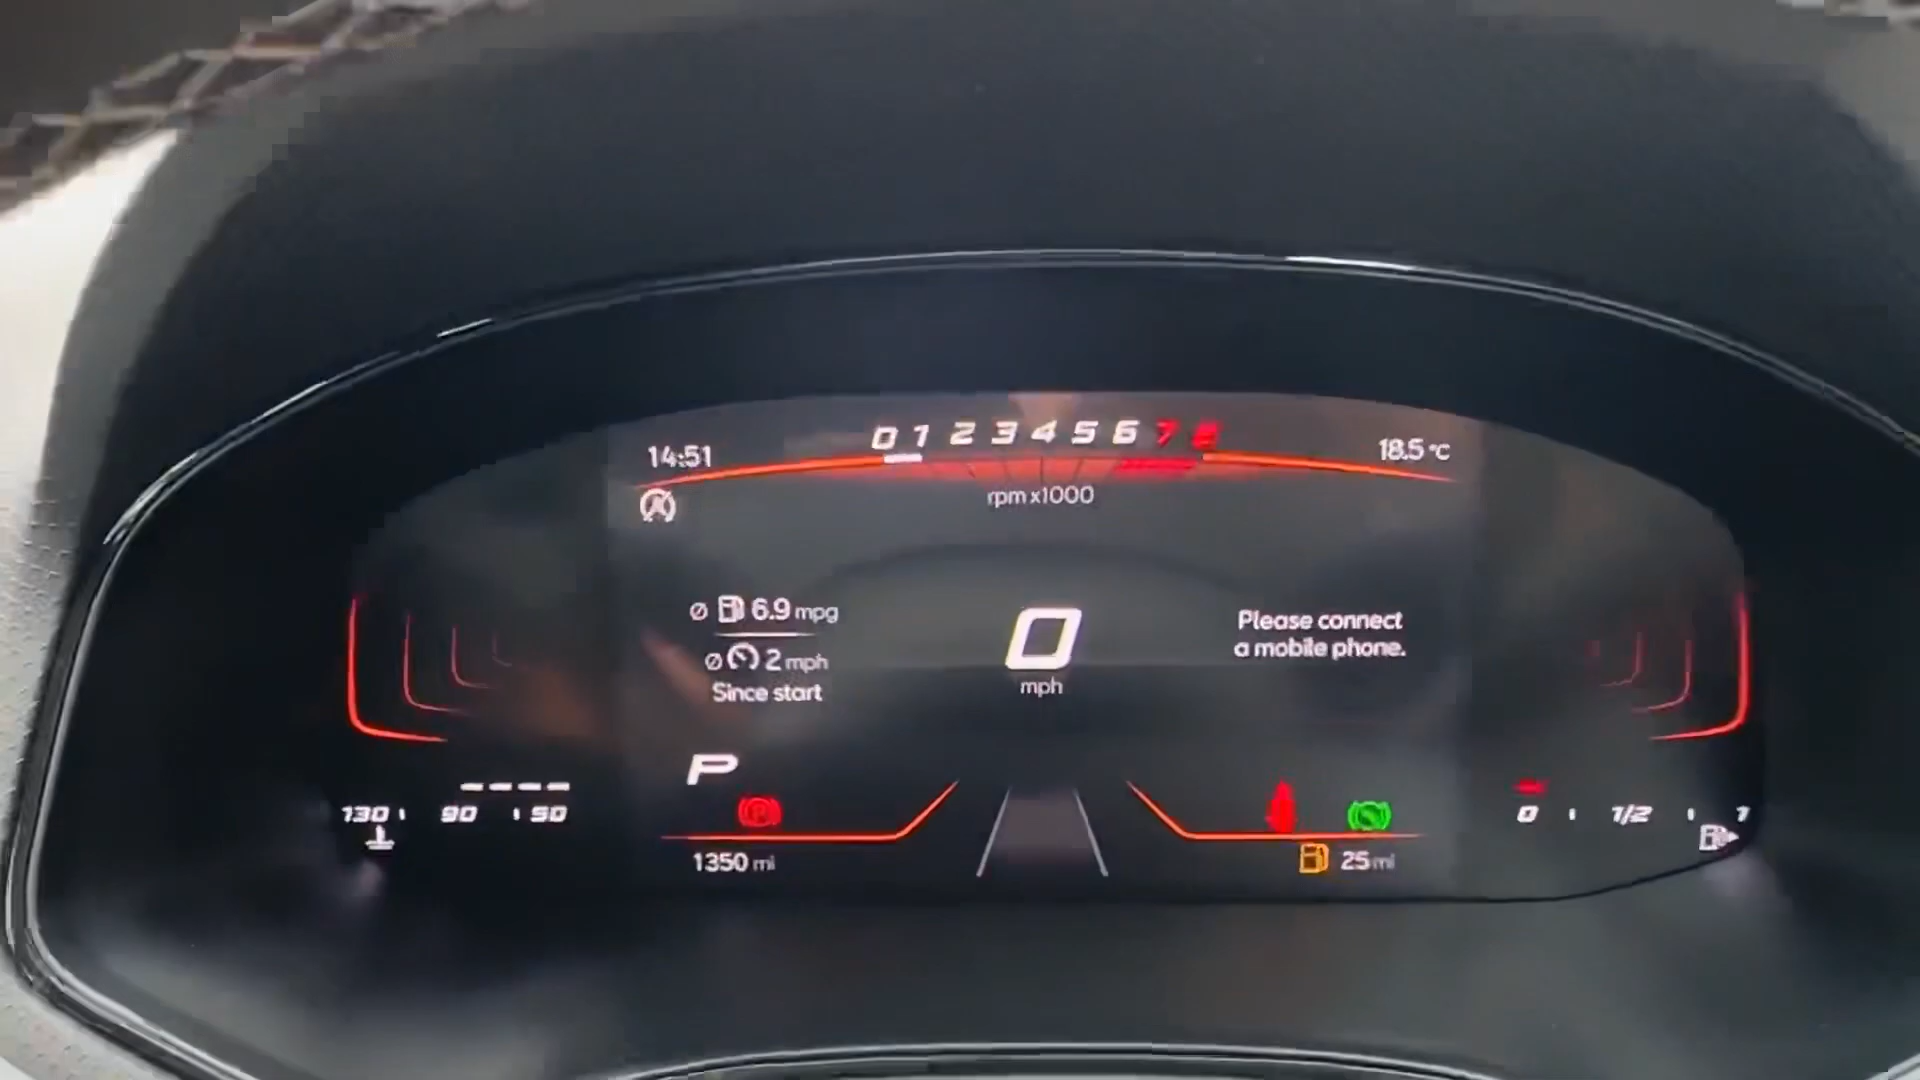 0 1 2 3 4 5 6 7 8
14:51
18.5 °C
rpm x1000
Ø 6.9 mpg
Ø 2 mph
Since start
0
mph
Please connect
a mobile phone.
P
130 90 50
0 1/2 1
1350 mi
25 mi